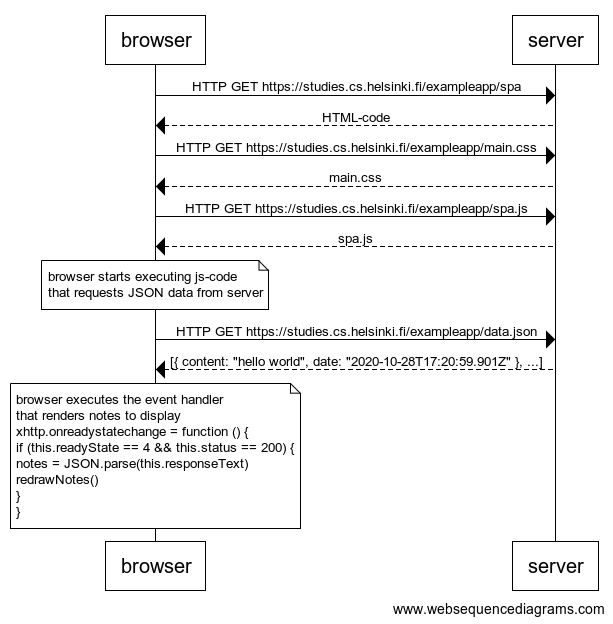 browser
server
HTTP GET https://studies.cs.helsinki.fi/exampleapp/spa
HTML-code
HTTP GET https://studies.cs.helsinki.fi/exampleapp/main.css
main.css
HTTP GET https://studies.cs.helsinki.fi/exampleapp/spa.js
spa.js
browser starts executing js-code
that requests JSON data from server
HTTP GET https://studies.cs.helsinki.fi/exampleapp/data.json
[{ content: "hello world", date: "2020-10-28T17:20:59.901Z" }, ...]
browser executes the event handler
that renders notes to display
xhttp.onreadystatechange = function () {
if (this.readyState == 4 && this.status == 200) {
notes = JSON.parse(this.responseText)
redrawNotes()
}
}
browser
server
www.websequencediagrams.com